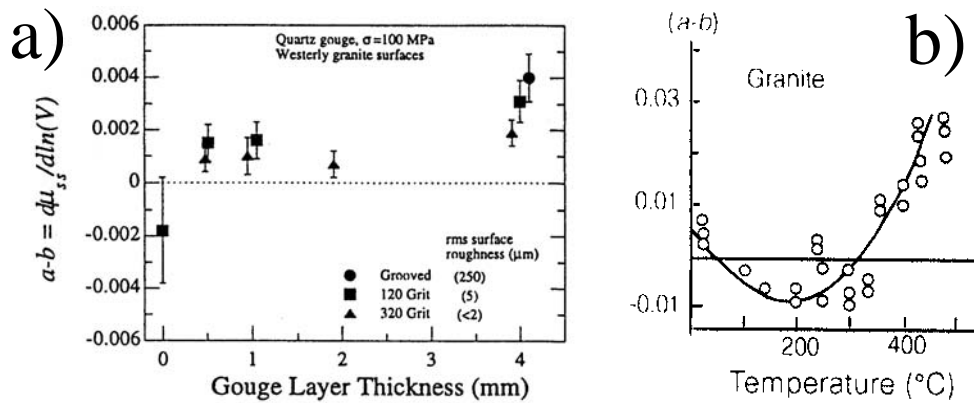 a)
0.006
0.004
0.002
0
-0.002
-0.004
-0.006
a-b = dμss/dln(V)
Quartz gouge, σ=100 MPa
Westerly granite surfaces
rms surface
roughness (μm)
Grooved (250)
120 Grit (5)
320 Grit (<2)
0 1 2 3 4
Gouge Layer Thickness (mm)
b)
(a-b)
Granite
0.03
0.01
-0.01
200 400
Temperature (°C)